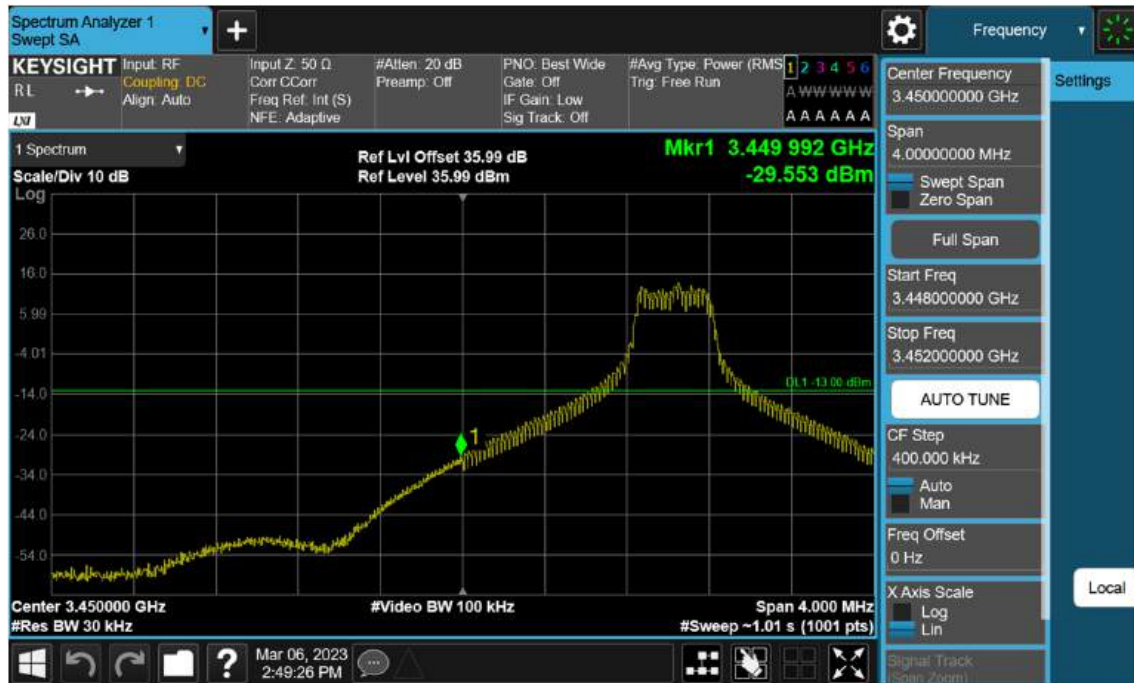 Spectrum Analyzer 1
Swept SA
+
Frequency
KEYSIGHT
RL
LXI
Input: RF
Coupling: DC
Align: Auto
Input Z: 50 Ω
Corr CCorr
Freq Ref: Int (S)
NFE: Adaptive
#Atten: 20 dB
Preamp: Off
PNO: Best Wide
Gate: Off
IF Gain: Low
Sig Track: Off
#Avg Type: Power (RMS
Trig: Free Run
1 2 3 4 5 6
A W W W W W
A A A A A A
1 Spectrum
Scale/Div 10 dB
Ref Lvl Offset 35.99 dB
Ref Level 35.99 dBm
Mkr1 3.449 992 GHz
-29.553 dBm
Log
26.0
16.0
5.99
-4.01
-14.0
-24.0
-34.0
-44.0
-54.0
DL1 -13.00 dBm
1
Center 3.450000 GHz
#Res BW 30 kHz
#Video BW 100 kHz
Span 4.000 MHz
#Sweep ~1.01 s (1001 pts)
?
Mar 06, 2023
2:49:26 PM
Center Frequency
3.450000000 GHz
Settings
Span
4.00000000 MHz
Swept Span
Zero Span
Full Span
Start Freq
3.448000000 GHz
Stop Freq
3.452000000 GHz
AUTO TUNE
CF Step
400.000 kHz
Auto
Man
Freq Offset
0 Hz
X Axis Scale
Log
Lin
Local
Signal Track
(Span Zoom)